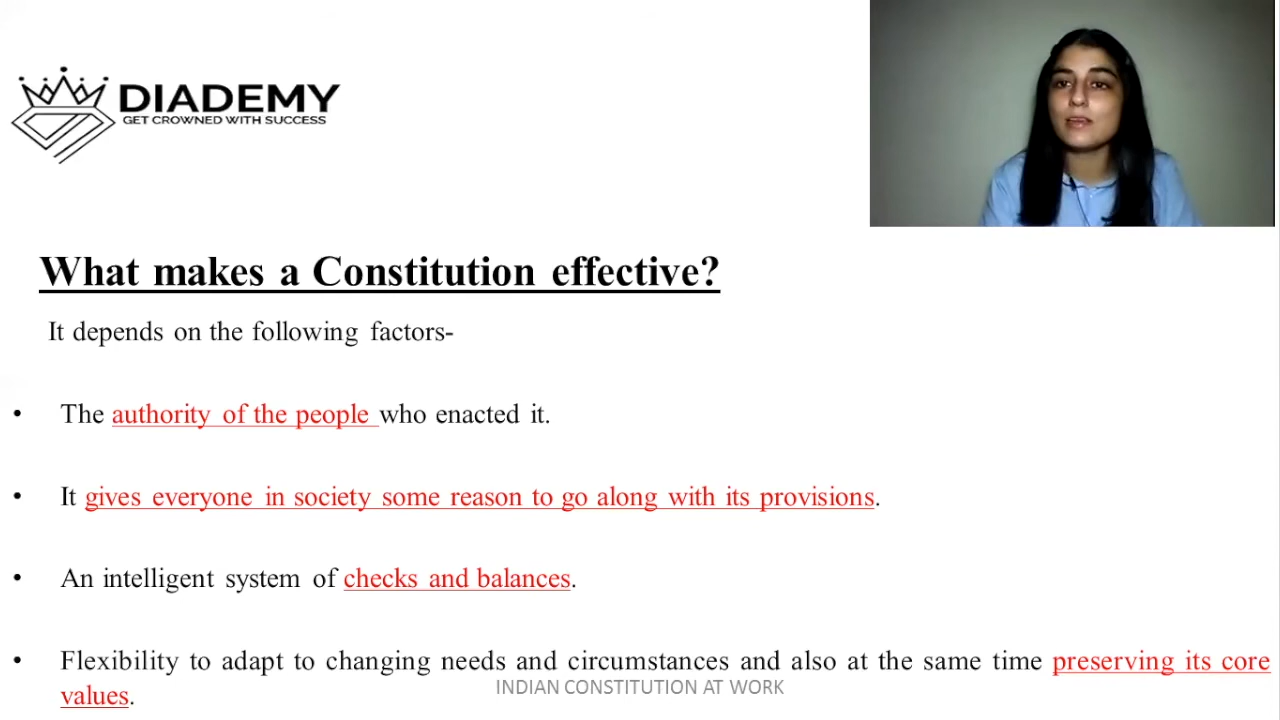 DIADEMY
GET CROWNED WITH SUCCESS
What makes a Constitution effective?
It depends on the following factors-
• The authority of the people who enacted it.
• It gives everyone in society some reason to go along with its provisions.
• An intelligent system of checks and balances.
• Flexibility to adapt to changing needs and circumstances and also at the same time preserving its core
values.
INDIAN CONSTITUTION AT WORK